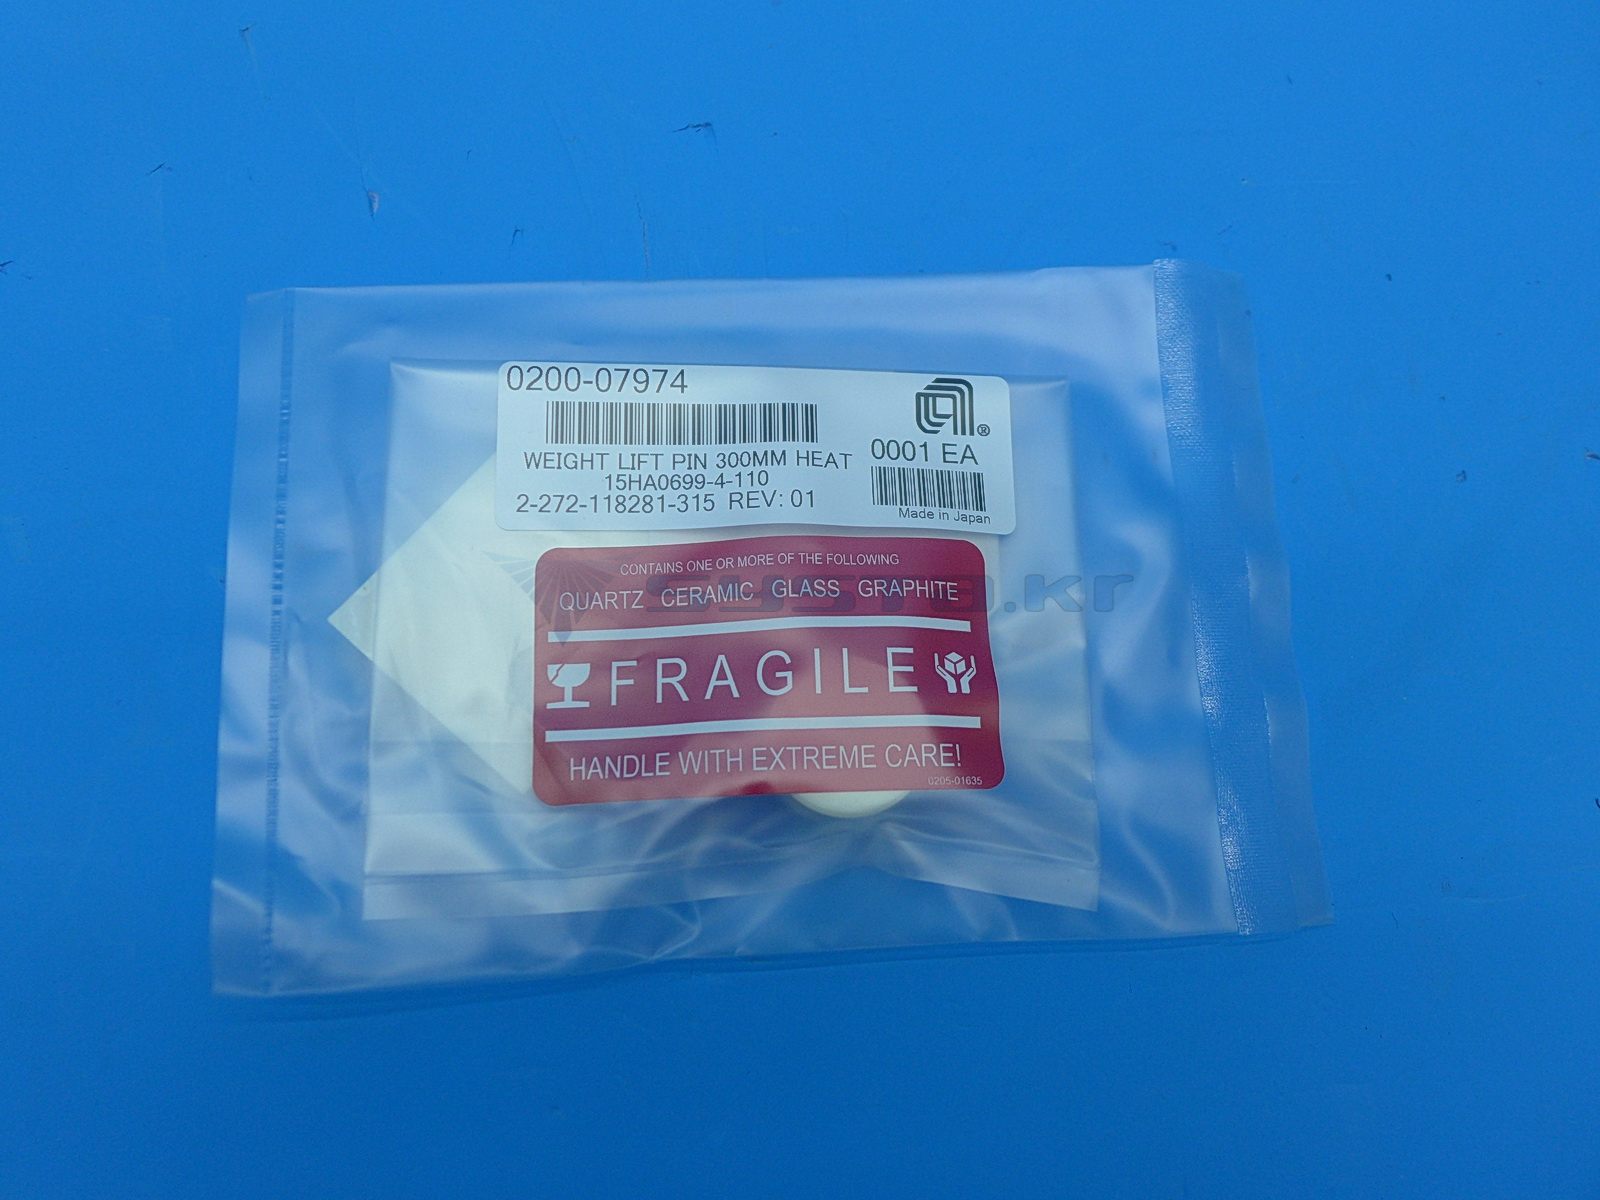 0200-07974
WEIGHT LIFT PIN 300MM HEAT
15HA0699-4-110
2-272-118281-315 REV: 01
®
0001 EA
Made in Japan
CONTAINS ONE OR MORE OF THE FOLLOWING
QUARTZ CERAMIC GLASS GRAPHITE
FRAGILE
HANDLE WITH EXTREME CARE!
0205-01635